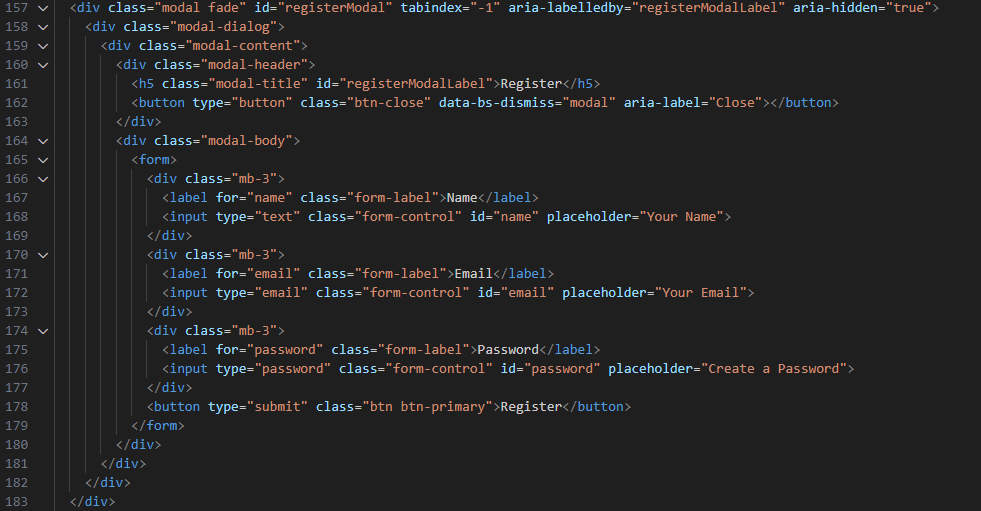 157 <div class="modal fade" id="registerModal" tabindex="-1" aria-labelledby="registerModalLabel" aria-hidden="true">
158   <div class="modal-dialog">
159     <div class="modal-content">
160       <div class="modal-header">
161         <h5 class="modal-title" id="registerModalLabel">Register</h5>
162         <button type="button" class="btn-close" data-bs-dismiss="modal" aria-label="Close"></button>
163       </div>
164       <div class="modal-body">
165         <form>
166           <div class="mb-3">
167             <label for="name" class="form-label">Name</label>
168             <input type="text" class="form-control" id="name" placeholder="Your Name">
169           </div>
170           <div class="mb-3">
171             <label for="email" class="form-label">Email</label>
172             <input type="email" class="form-control" id="email" placeholder="Your Email">
173           </div>
174           <div class="mb-3">
175             <label for="password" class="form-label">Password</label>
176             <input type="password" class="form-control" id="password" placeholder="Create a Password">
177           </div>
178           <button type="submit" class="btn btn-primary">Register</button>
179         </form>
180       </div>
181     </div>
182   </div>
183 </div>